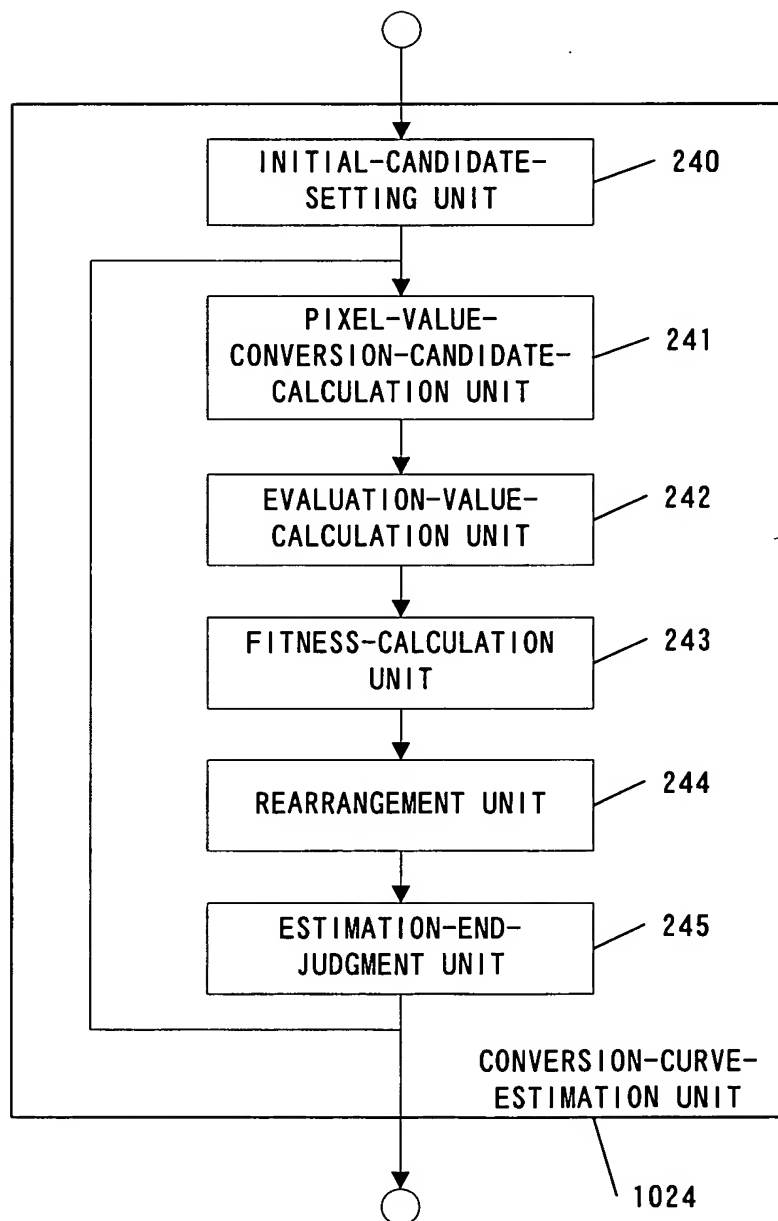 INITIAL-CANDIDATE-
SETTING UNIT
240
PIXEL-VALUE-
CONVERSION-CANDIDATE-
CALCULATION UNIT
241
EVALUATION-VALUE-
CALCULATION UNIT
242
FITNESS-CALCULATION
UNIT
243
REARRANGEMENT UNIT
244
ESTIMATION-END-
JUDGMENT UNIT
245
CONVERSION-CURVE-
ESTIMATION UNIT
1024